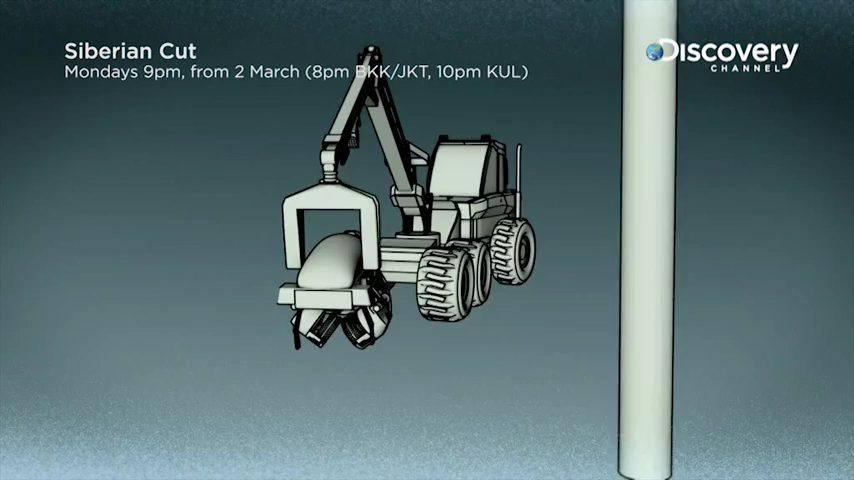 Siberian Cut
Mondays 9pm, from 2 March (8pm BKK/JKT, 10pm KUL)
Discovery
CHANNEL